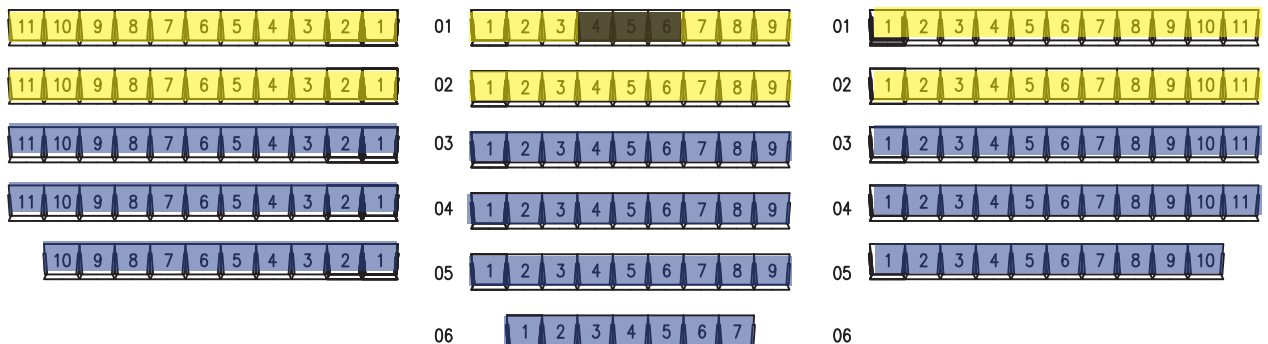 11 10 9 8 7 6 5 4 3 2 1 01 1 2 3 4 5 6 7 8 9 01 1 2 3 4 5 6 7 8 9 10 11
11 10 9 8 7 6 5 4 3 2 1 02 1 2 3 4 5 6 7 8 9 02 1 2 3 4 5 6 7 8 9 10 11
11 10 9 8 7 6 5 4 3 2 1 03 1 2 3 4 5 6 7 8 9 03 1 2 3 4 5 6 7 8 9 10 11
11 10 9 8 7 6 5 4 3 2 1 04 1 2 3 4 5 6 7 8 9 04 1 2 3 4 5 6 7 8 9 10 11
10 9 8 7 6 5 4 3 2 1 05 1 2 3 4 5 6 7 8 9 05 1 2 3 4 5 6 7 8 9 10
06 1 2 3 4 5 6 7 06